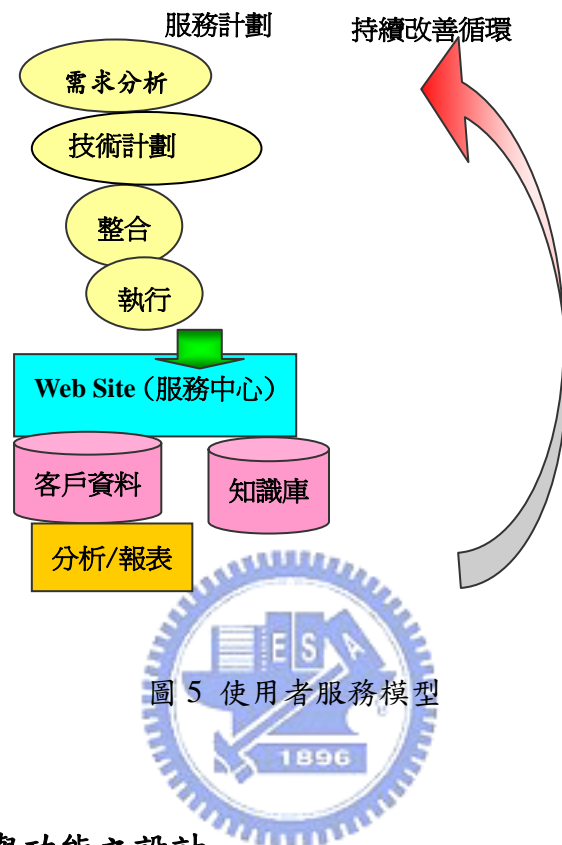 服務計劃
持續改善循環
需求分析
技術計劃
整合
執行
Web Site（服務中心）
客戶資料
知識庫
分析/報表
ESA
圖 5 使用者服務模型
1896